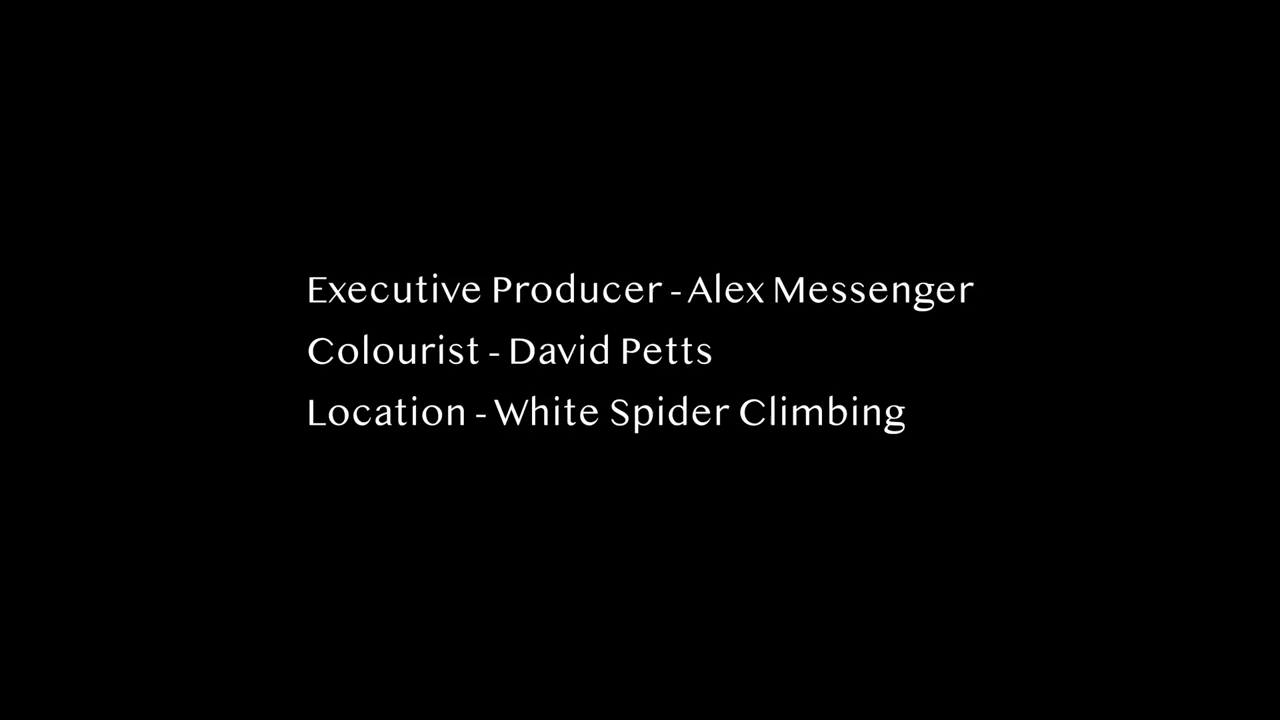 Executive Producer - Alex Messenger
Colourist - David Petts
Location - White Spider Climbing